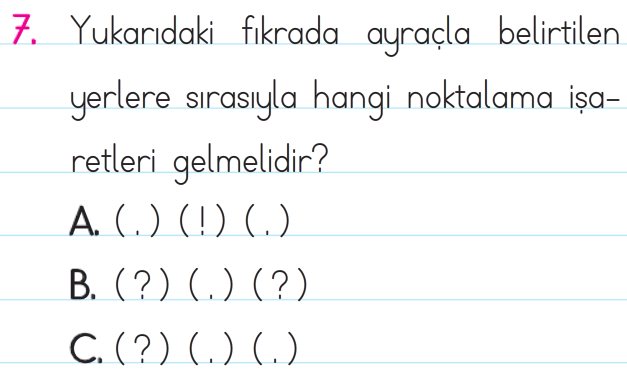 7. Yukarıdaki fıkrada ayraçla belirtilen
yerlere sırasıyla hangi noktalama işa-
retleri gelmelidir?
A. ( . ) ( ! ) ( . )
B. ( ? ) ( . ) ( ? )
C. ( ? ) ( . ) ( . )